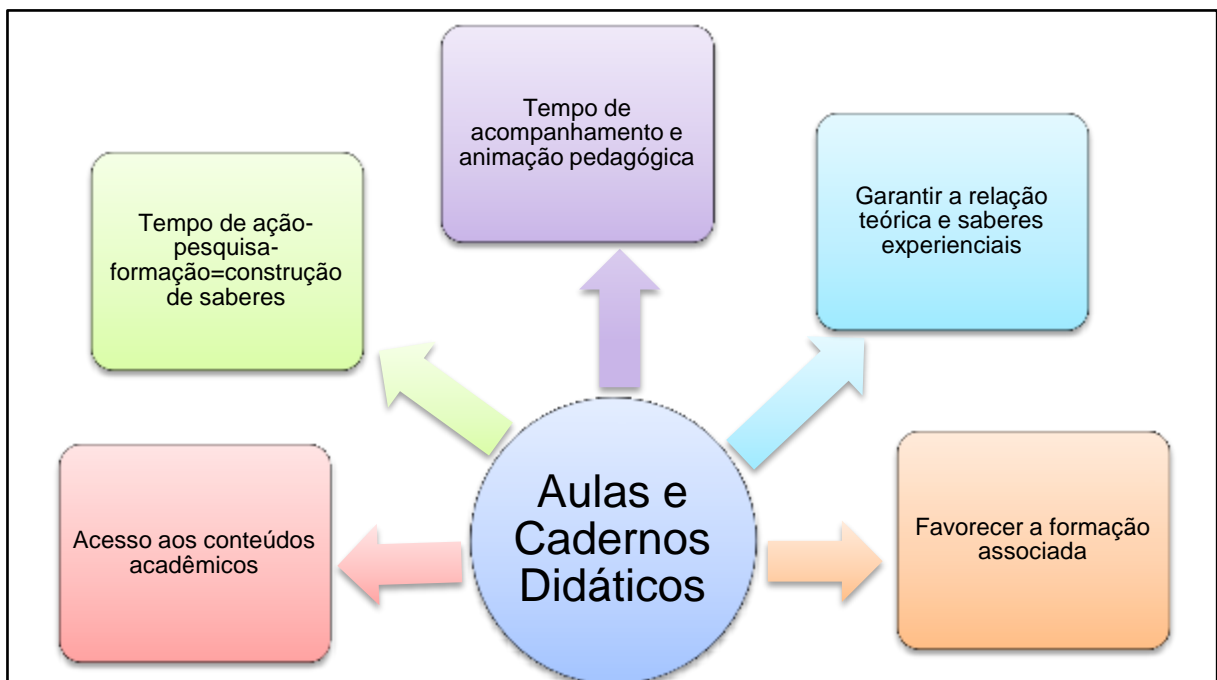 Tempo de
acompanhamento e
animação pedagógica
Tempo de ação-
pesquisa-
formação=construção
de saberes
Garantir a relação
teórica e saberes
experienciais
Acesso aos conteúdos
acadêmicos
Aulas e
Cadernos
Didáticos
Favorecer a formação
associada